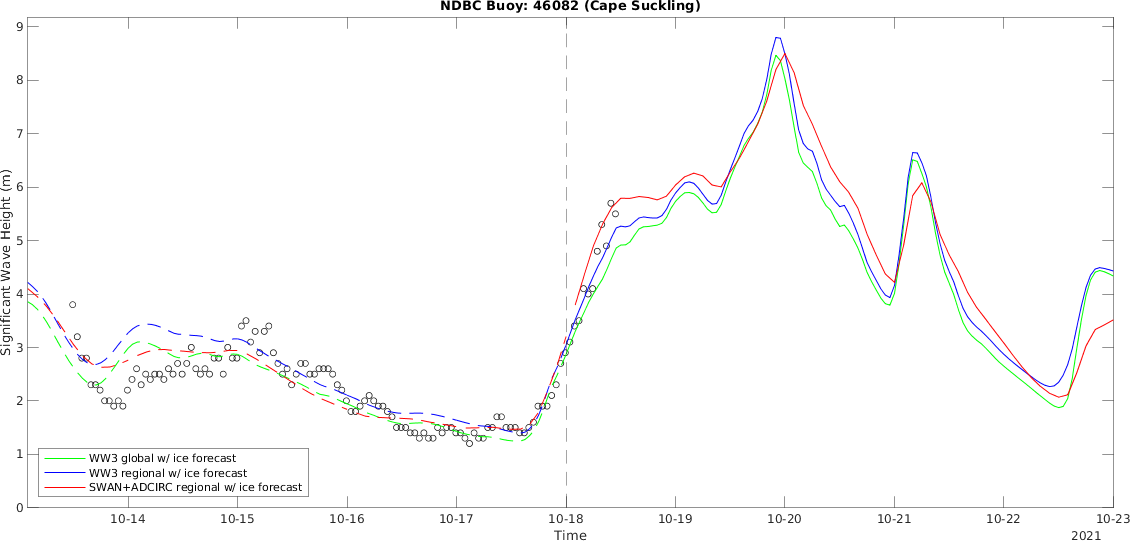 NDBC Buoy: 46082 (Cape Suckling)
9
8
7
6
5
4
3
2
1
0
Significant Wave Height (m)
WW3 global w/ ice forecast
WW3 regional w/ ice forecast
SWAN+ADCIRC regional w/ ice forecast
10-14 10-15 10-16 10-17 10-18 10-19 10-20 10-21 10-22 10-23
Time
2021